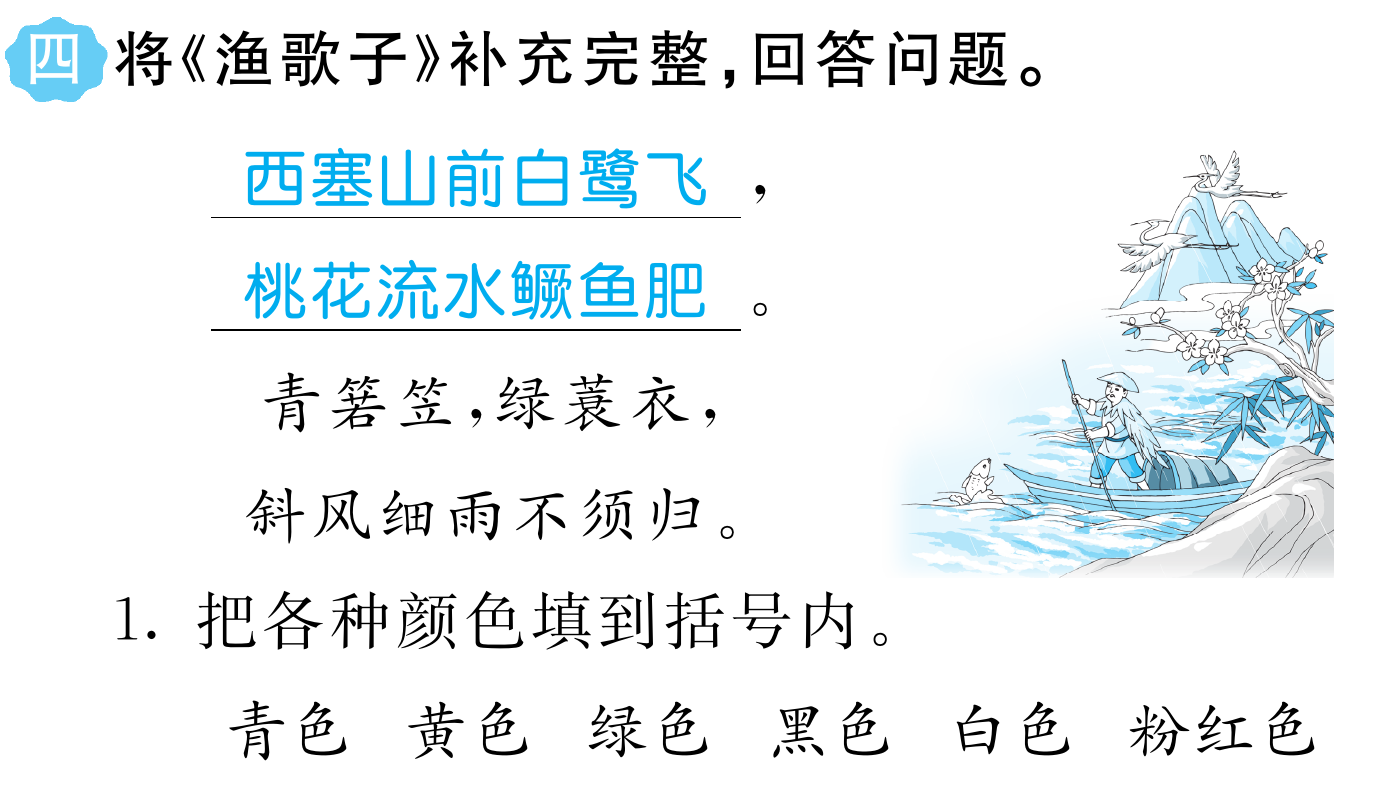 四 将《渔歌子》补充完整,回答问题。
西塞山前白鹭飞,
桃花流水鳜鱼肥。
青箬笠,绿蓑衣,
斜风细雨不须归。
1. 把各种颜色填到括号内。
青色 黄色 绿色 黑色 白色 粉红色